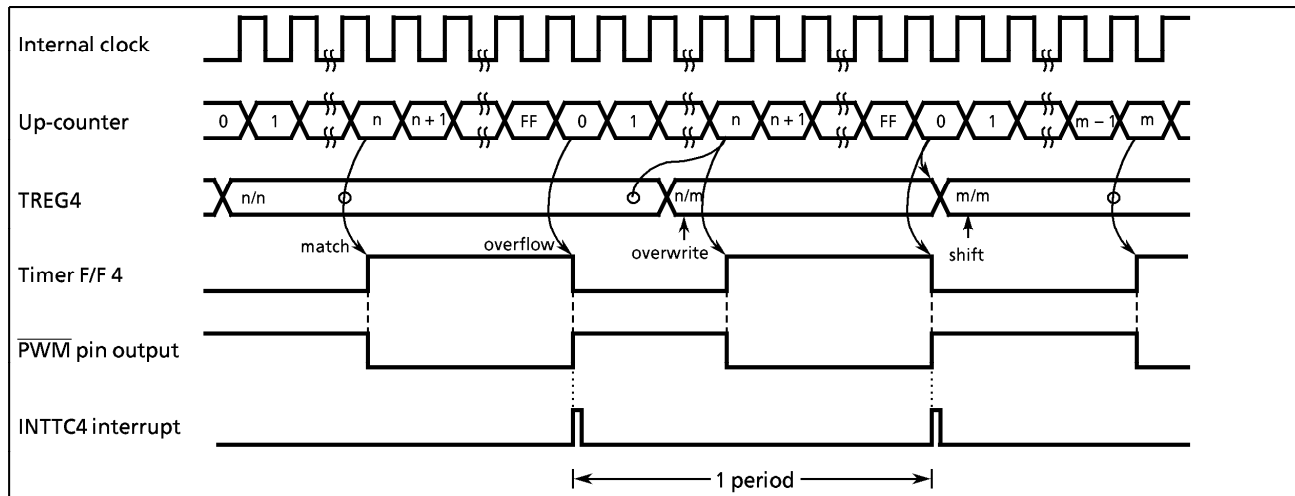 Internal clock
Up-counter 0 1 n n + 1 FF 0 1 n n + 1 FF 0 1 m – 1 m
TREG4 n/n n/m m/m
match overflow overwrite shift
Timer F/F 4
PWM pin output
INTTC4 interrupt
1 period